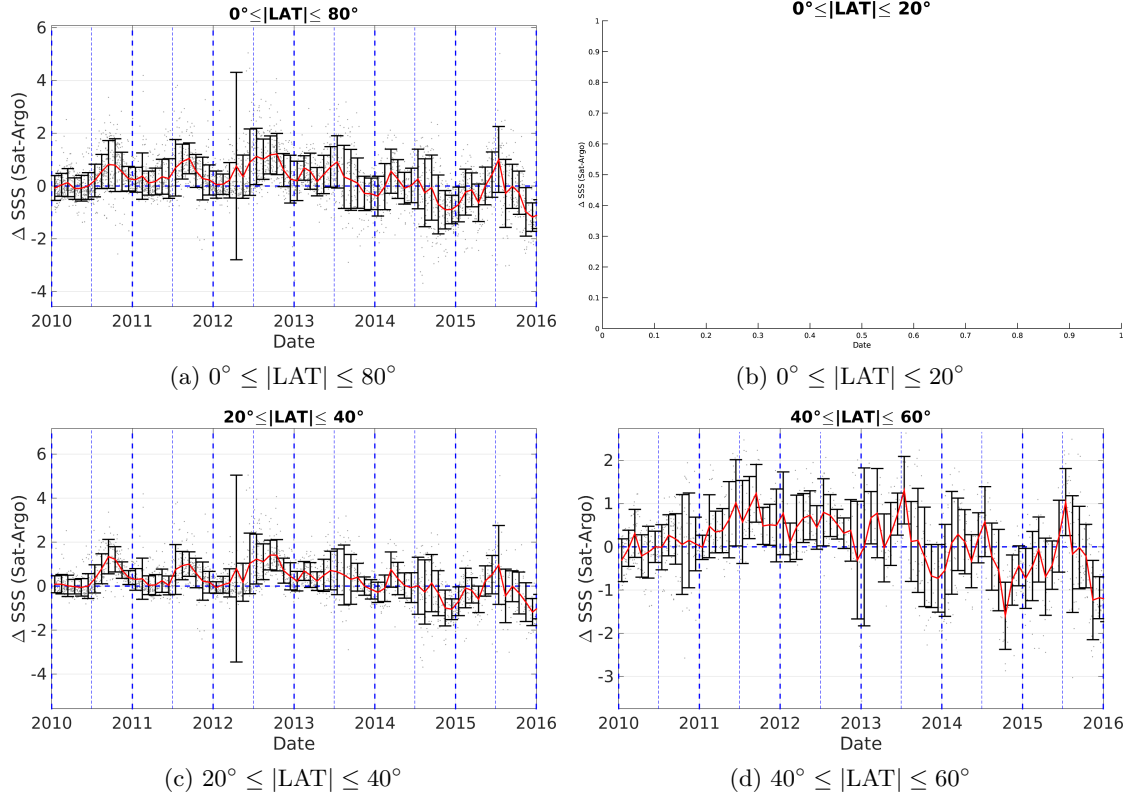 0°≤|LAT|≤ 80°
6
4
2
0
-2
-4
Δ SSS (Sat-Argo)
2010 2011 2012 2013 2014 2015 2016
Date
(a) 0° ≤ |LAT| ≤ 80°
0°≤|LAT|≤ 20°
1
0.9
0.8
0.7
0.6
0.5
0.4
0.3
0.2
0.1
0
Δ SSS (Sat-Argo)
0 0.1 0.2 0.3 0.4 0.5 0.6 0.7 0.8 0.9 1
Date
(b) 0° ≤ |LAT| ≤ 20°
20°≤|LAT|≤ 40°
6
4
2
0
-2
-4
Δ SSS (Sat-Argo)
2010 2011 2012 2013 2014 2015 2016
Date
(c) 20° ≤ |LAT| ≤ 40°
40°≤|LAT|≤ 60°
2
1
0
-1
-2
-3
Δ SSS (Sat-Argo)
2010 2011 2012 2013 2014 2015 2016
Date
(d) 40° ≤ |LAT| ≤ 60°